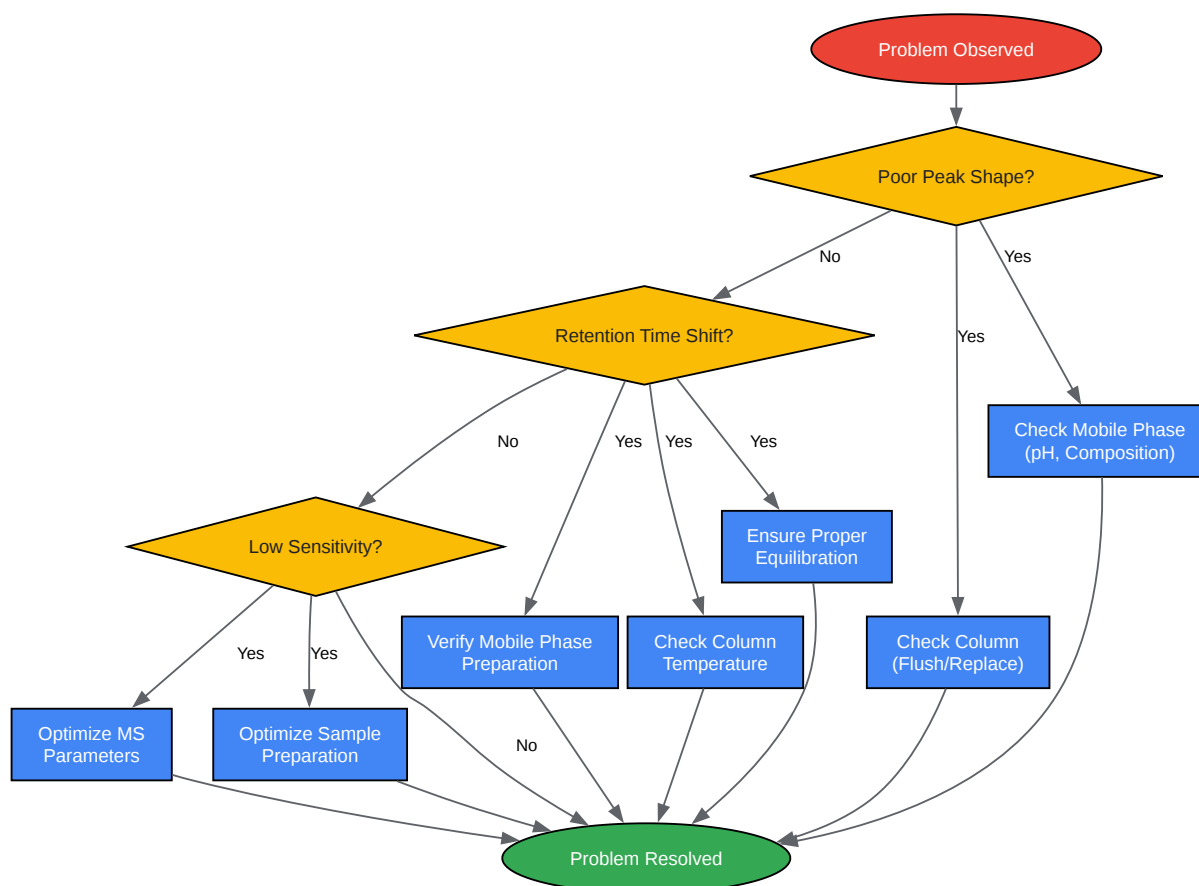 Problem Observed
Poor Peak Shape?
No
Yes
Yes
Retention Time Shift?
Check Mobile Phase
(pH, Composition)
No
Yes
Yes
Yes
Ensure Proper
Equilibration
Low Sensitivity?
Verify Mobile Phase
Preparation
Check Column
Temperature
Check Column
(Flush/Replace)
Yes
Yes
No
Optimize MS
Parameters
Optimize Sample
Preparation
Problem Resolved